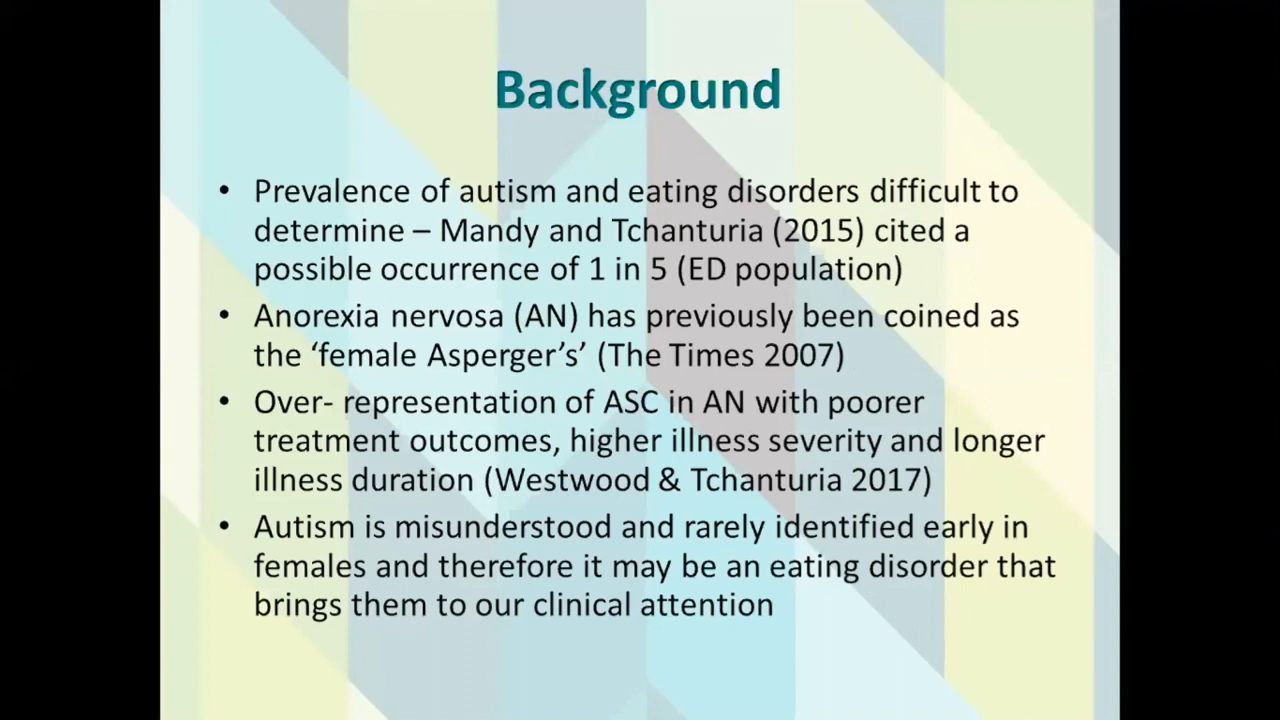 Background
• Prevalence of autism and eating disorders difficult to
determine – Mandy and Tchanturia (2015) cited a
possible occurrence of 1 in 5 (ED population)
• Anorexia nervosa (AN) has previously been coined as
the ‘female Asperger’s’ (The Times 2007)
• Over- representation of ASC in AN with poorer
treatment outcomes, higher illness severity and longer
illness duration (Westwood & Tchanturia 2017)
• Autism is misunderstood and rarely identified early in
females and therefore it may be an eating disorder that
brings them to our clinical attention